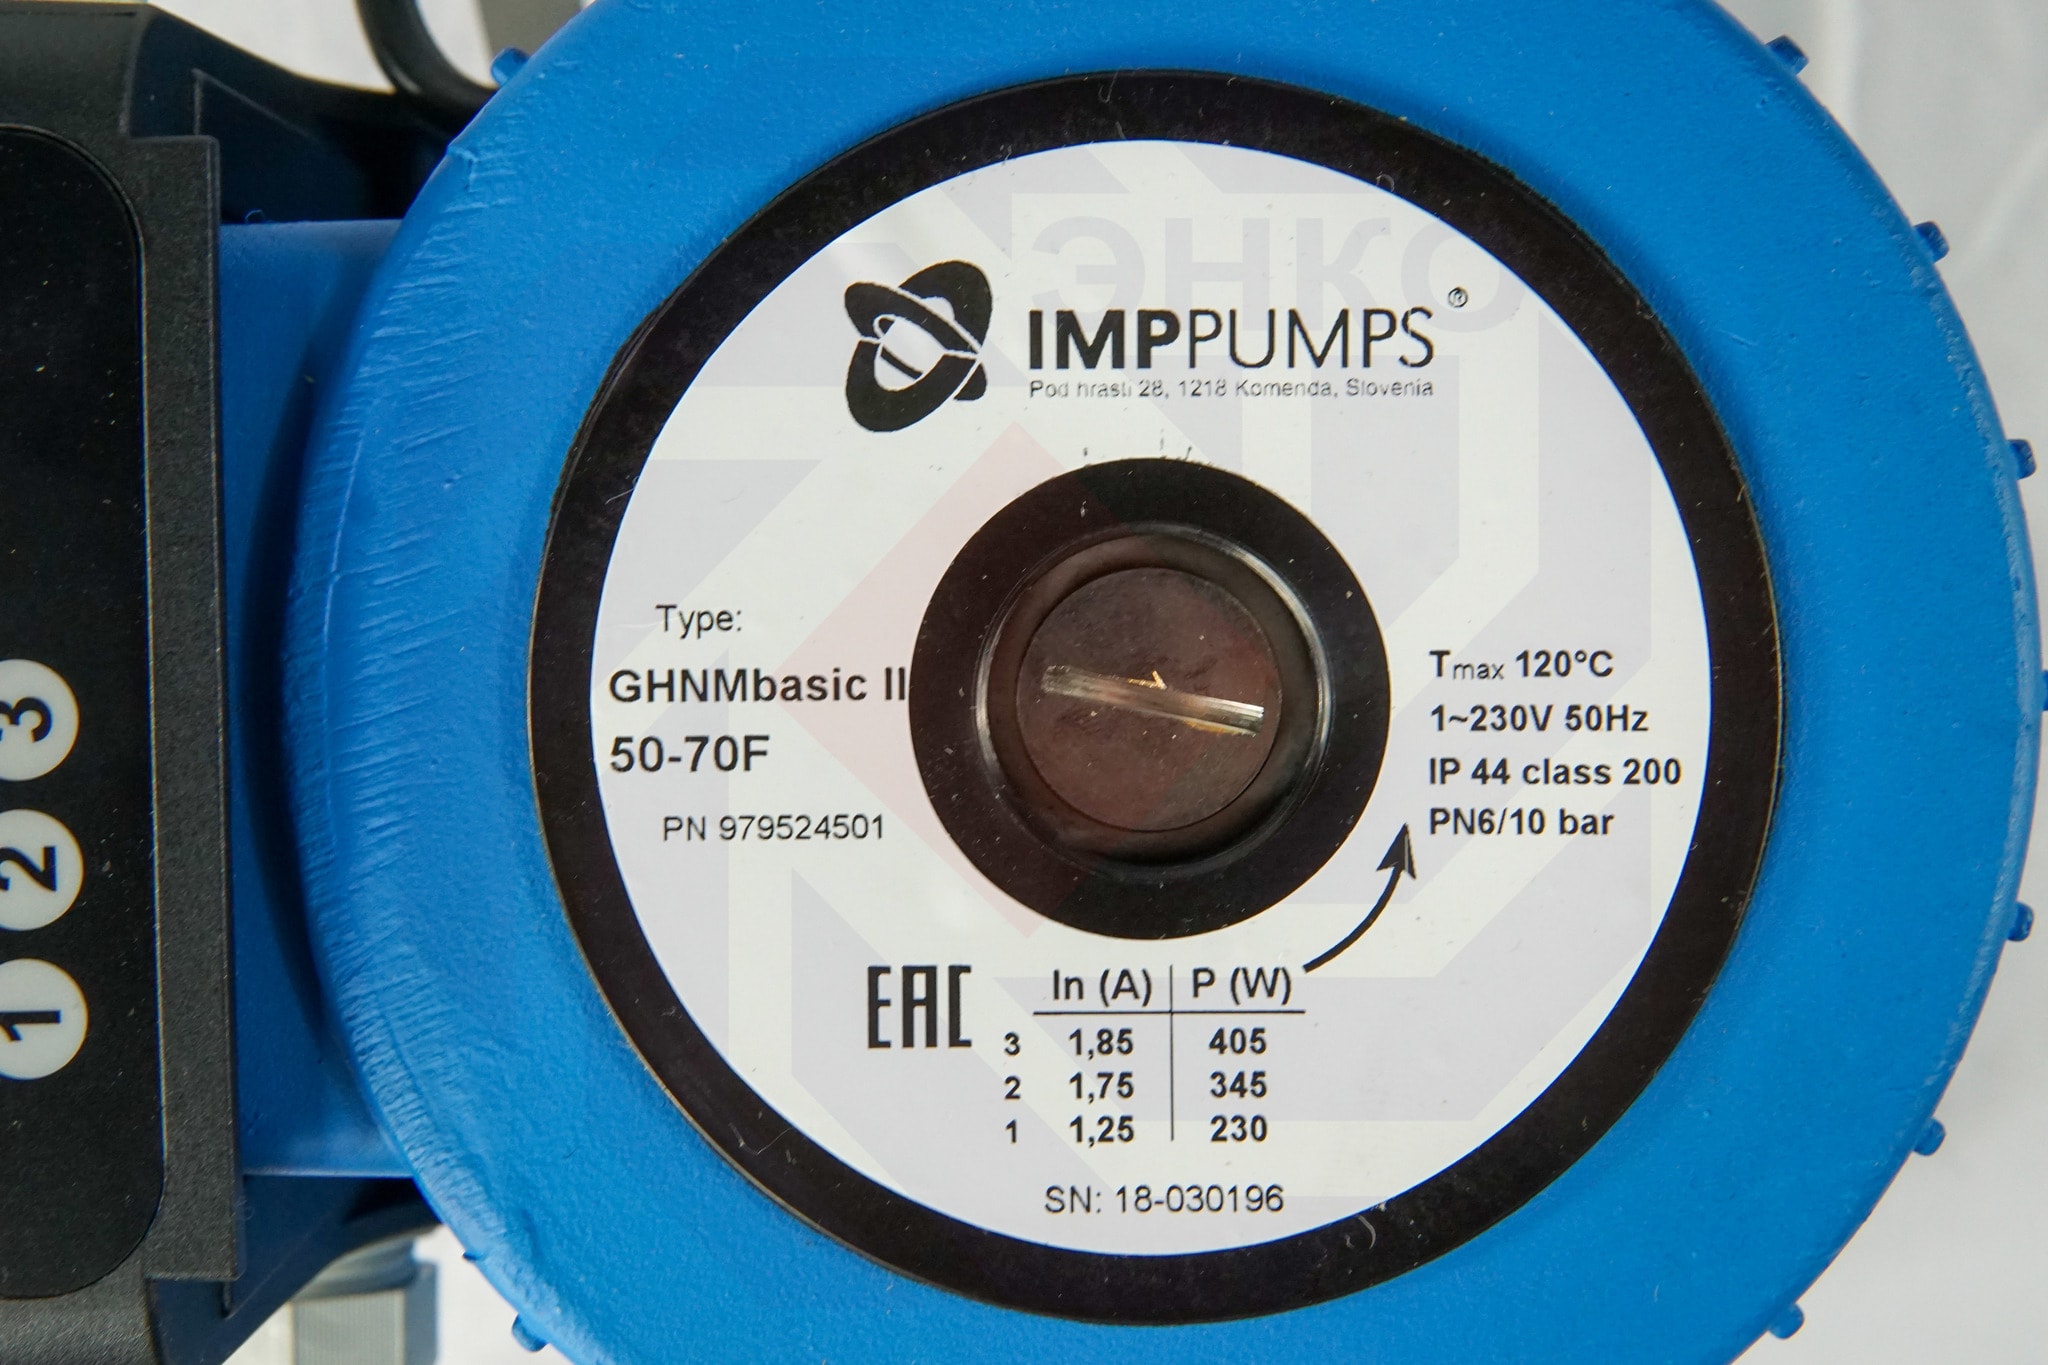 ЭНКО
IMPPUMPS®
Pod hrasti 28, 1218 Komenda, Slovenia
Type:
GHNMbasic II
50-70F
PN 979524501
Tmax 120°C
1~230V 50Hz
IP 44 class 200
PN6/10 bar
EAC
In (A) P (W)
3 1,85 405
2 1,75 345
1 1,25 230
SN: 18-030196
3
2
1